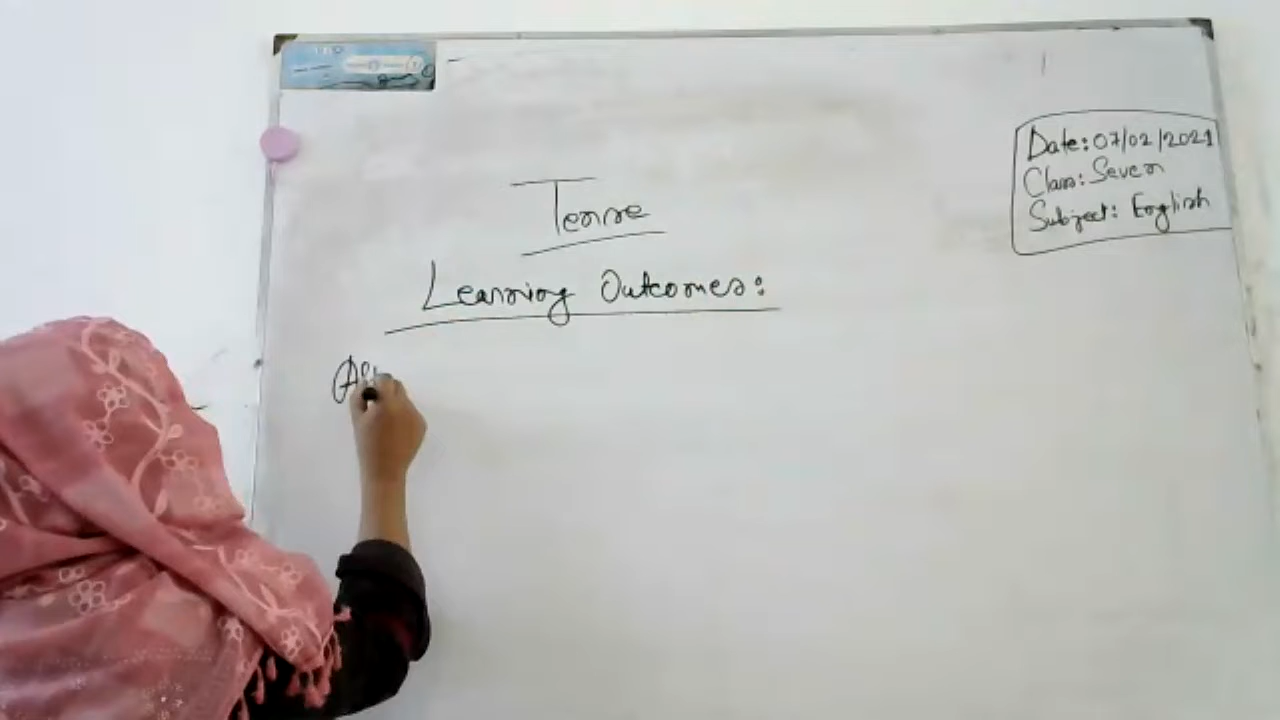 Date: 07/02/2021
Class: Seven
Subject: English
Tense
Learning Outcomes: